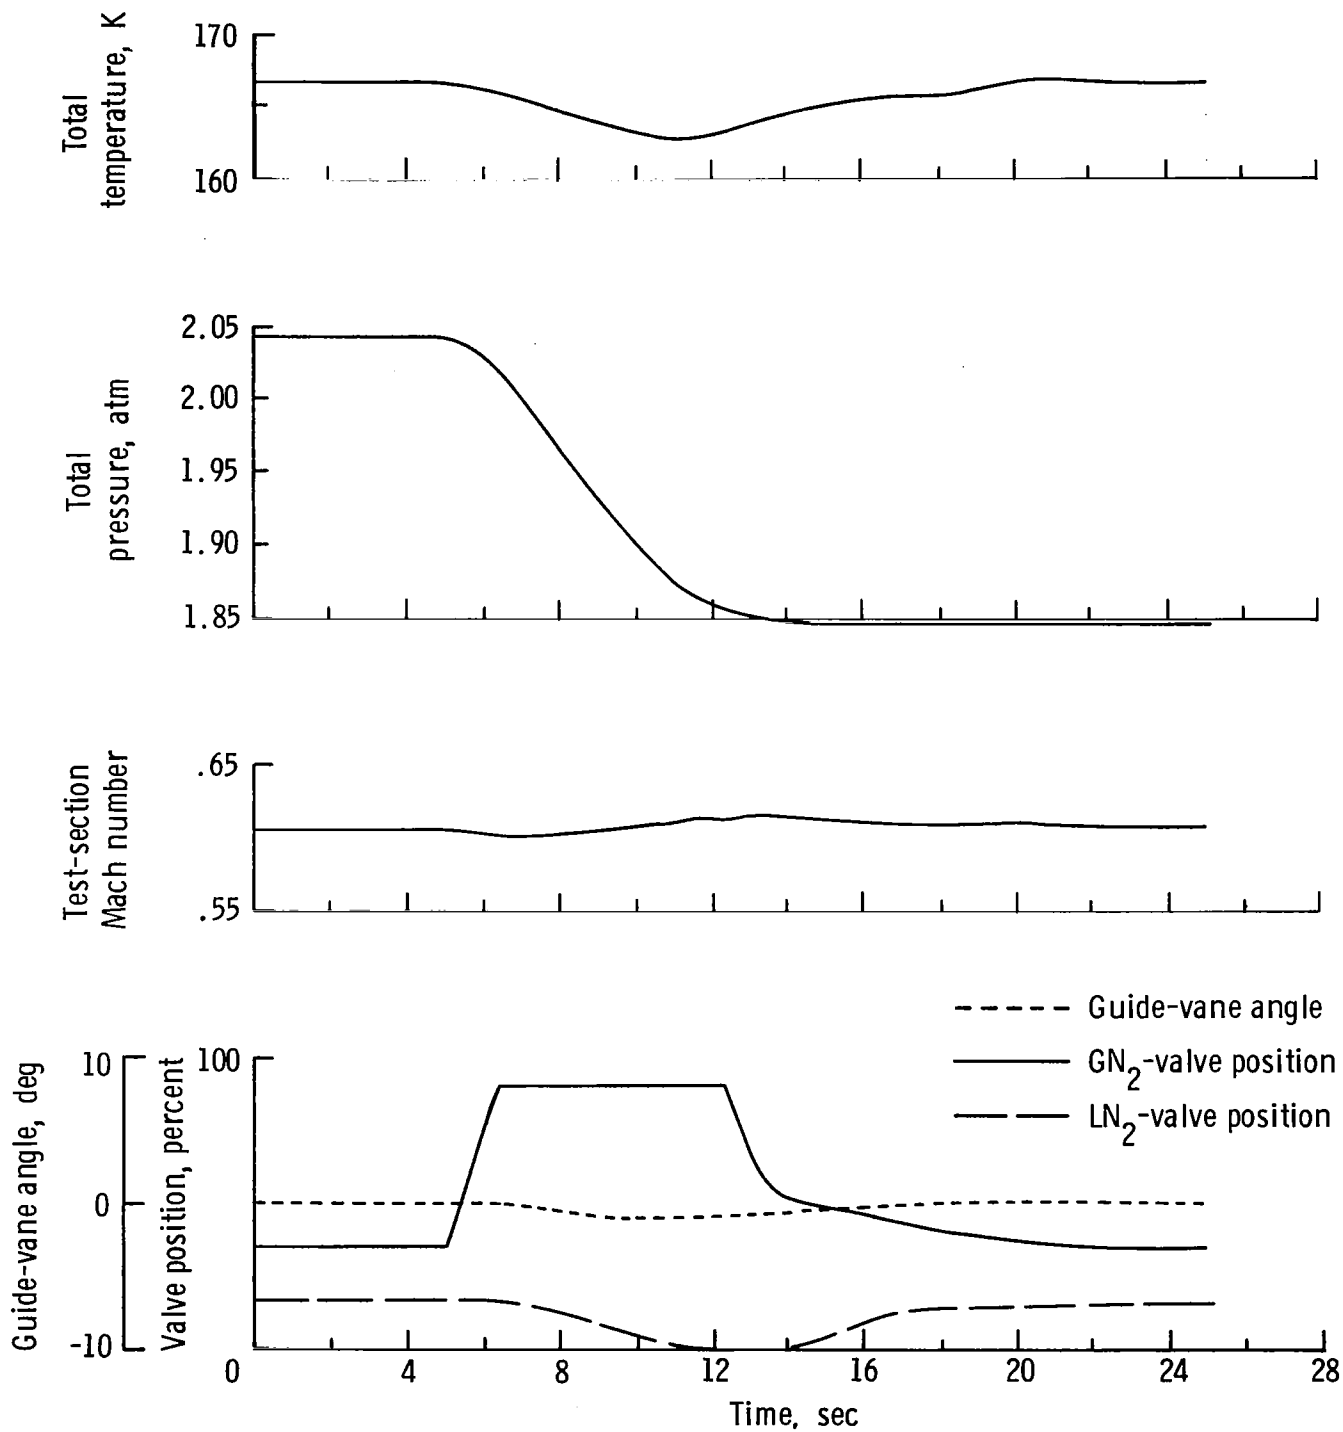 170
160
Total
temperature, K
2.05
2.00
1.95
1.90
1.85
Total
pressure, atm
.65
.55
Test-section
Mach number
Guide-vane angle
GN2-valve position
LN2-valve position
10
0
-10
Guide-vane angle, deg
100
Valve position, percent
0
4
8
12
16
20
24
28
Time, sec